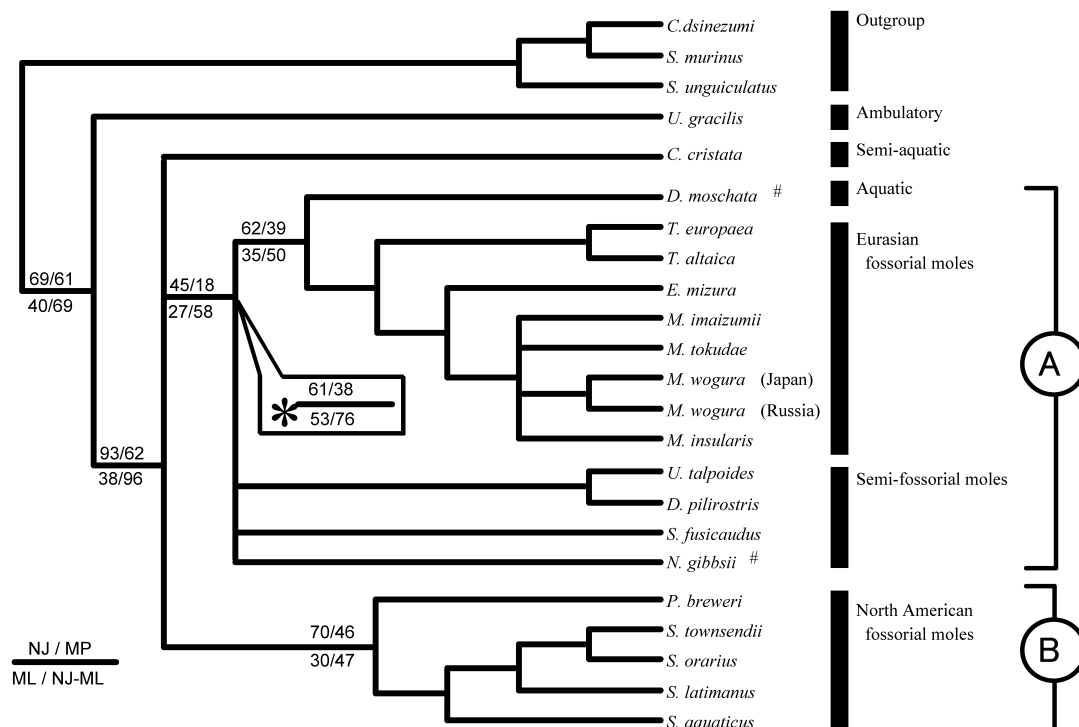 C.dsinezumi
S. murinus
S. unguiculatus
Outgroup
U. gracilis
Ambulatory
C. cristata
Semi-aquatic
D. moschata #
Aquatic
T. europaea
T. altaica
E. mizura
M. imaizumii
M. tokudae
M. wogura (Japan)
M. wogura (Russia)
M. insularis
Eurasian
fossorial moles
U. talpoides
D. pilirostris
S. fusicaudus
N. gibbsii #
Semi-fossorial moles
P. breweri
S. townsendii
S. orarius
S. latimanus
S. aquaticus
North American
fossorial moles
A
B
69/61
40/69
93/62
38/96
45/18
27/58
62/39
35/50
61/38
*
53/76
70/46
30/47
NJ / MP
ML / NJ-ML